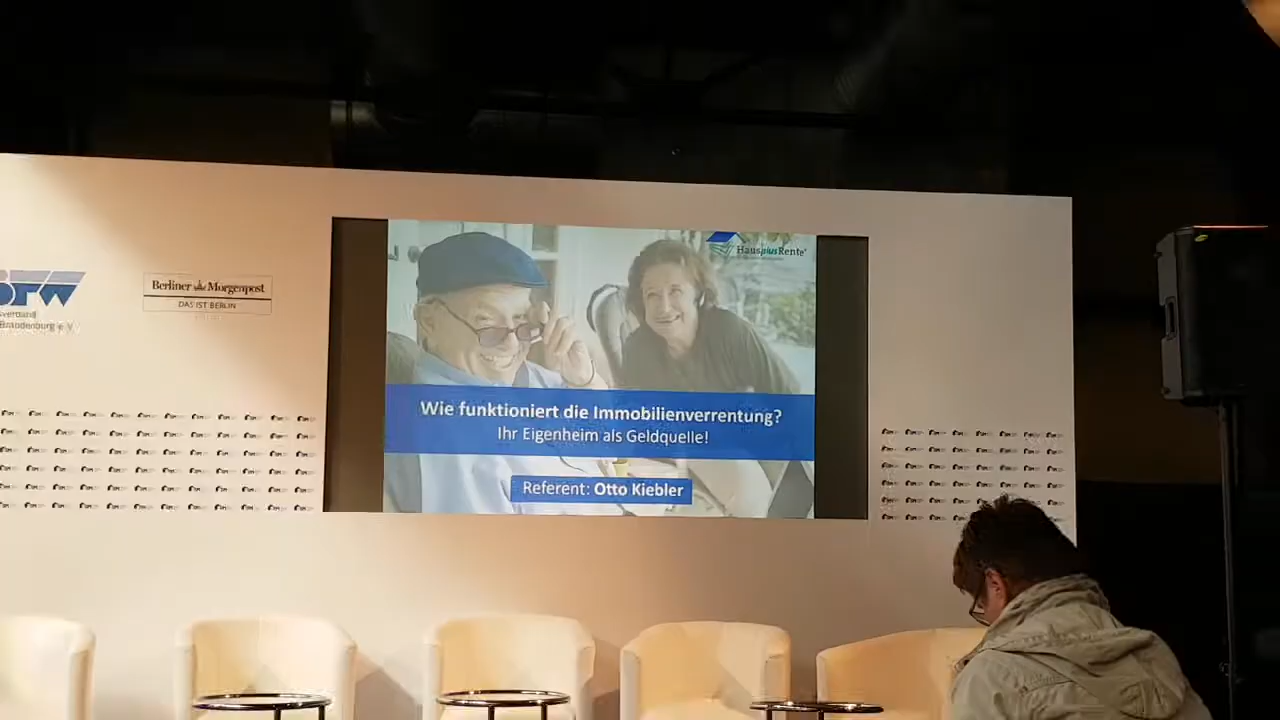 BFW
sverband
Brandenburg e.V.
Berliner Morgenpost
DAS IST BERLIN
HausplusRente
Wie funktioniert die Immobilienverrentung?
Ihr Eigenheim als Geldquelle!
Referent: Otto Kiebler